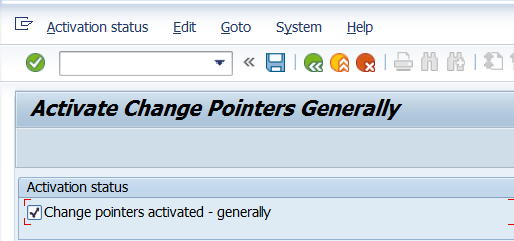 Activation status Edit Goto System Help
Activate Change Pointers Generally
Activation status
Change pointers activated - generally